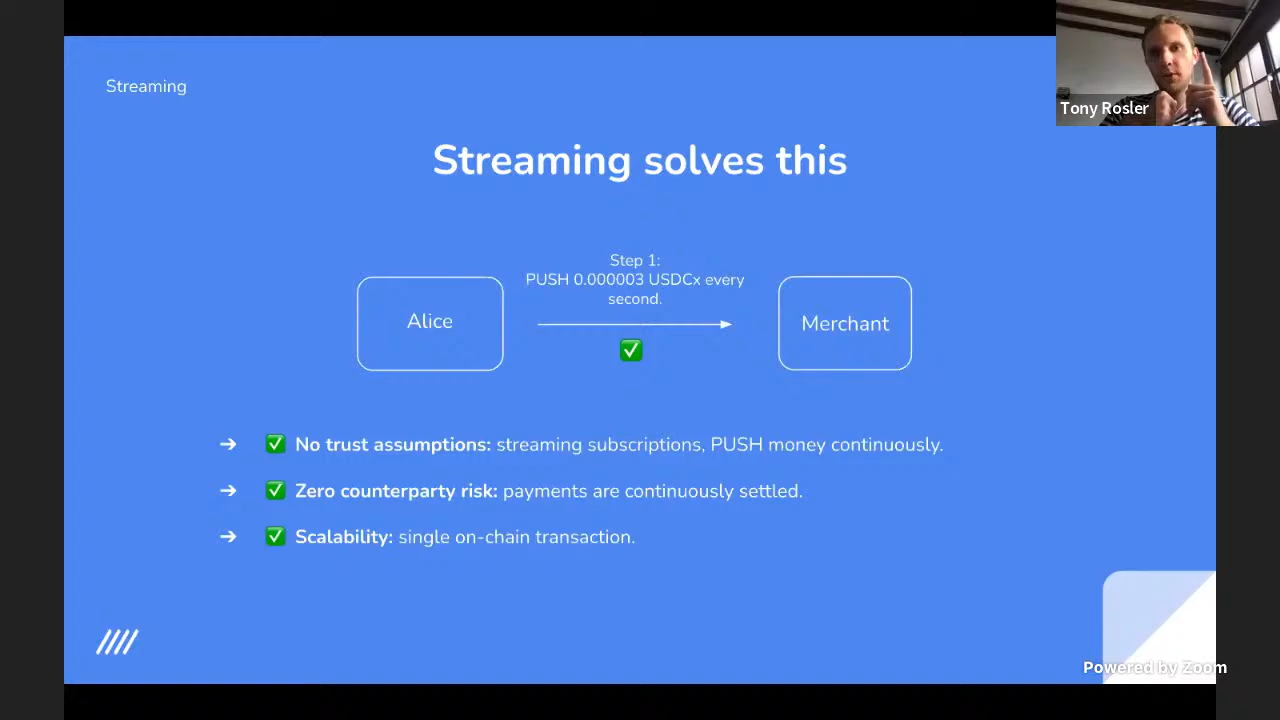 Streaming
Tony Rosler
Streaming solves this
Step 1:
PUSH 0.000003 USDCx every
second.
Alice
Merchant
➔ ✅ No trust assumptions: streaming subscriptions, PUSH money continuously.
➔ ✅ Zero counterparty risk: payments are continuously settled.
➔ ✅ Scalability: single on-chain transaction.
Powered by Zoom